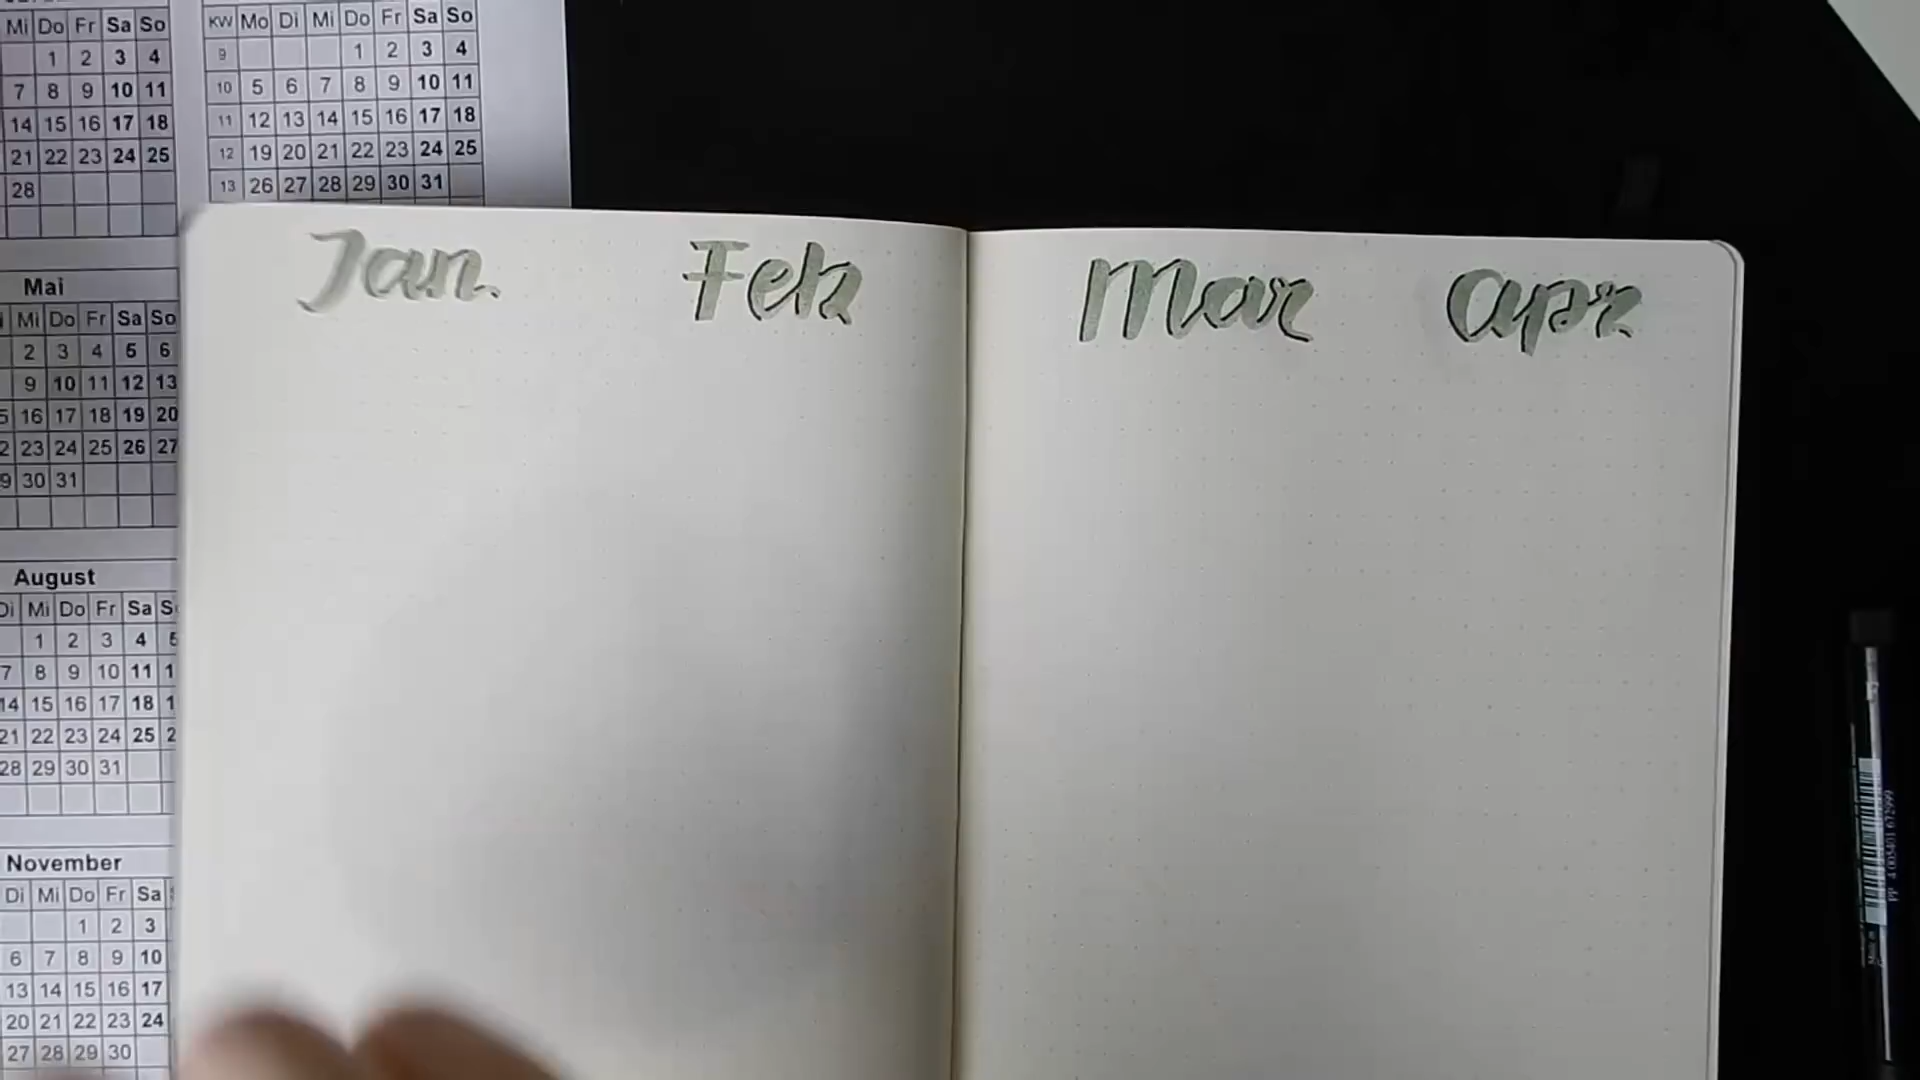 Mi Do Fr Sa So
1 2 3 4
7 8 9 10 11
14 15 16 17 18
21 22 23 24 25
28
KW Mo Di Mi Do Fr Sa So
9 1 2 3 4
10 5 6 7 8 9 10 11
11 12 13 14 15 16 17 18
12 19 20 21 22 23 24 25
13 26 27 28 29 30 31
Mai
Mi Do Fr Sa So
2 3 4 5 6
9 10 11 12 13
16 17 18 19 20
23 24 25 26 27
30 31
August
Di Mi Do Fr Sa
1 2 3 4
7 8 9 10 11
14 15 16 17 18
21 22 23 24 25
28 29 30 31
November
Di Mi Do Fr Sa
1 2 3
6 7 8 9 10
13 14 15 16 17
20 21 22 23 24
27 28 29 30
Jan. Feb Mar Apr